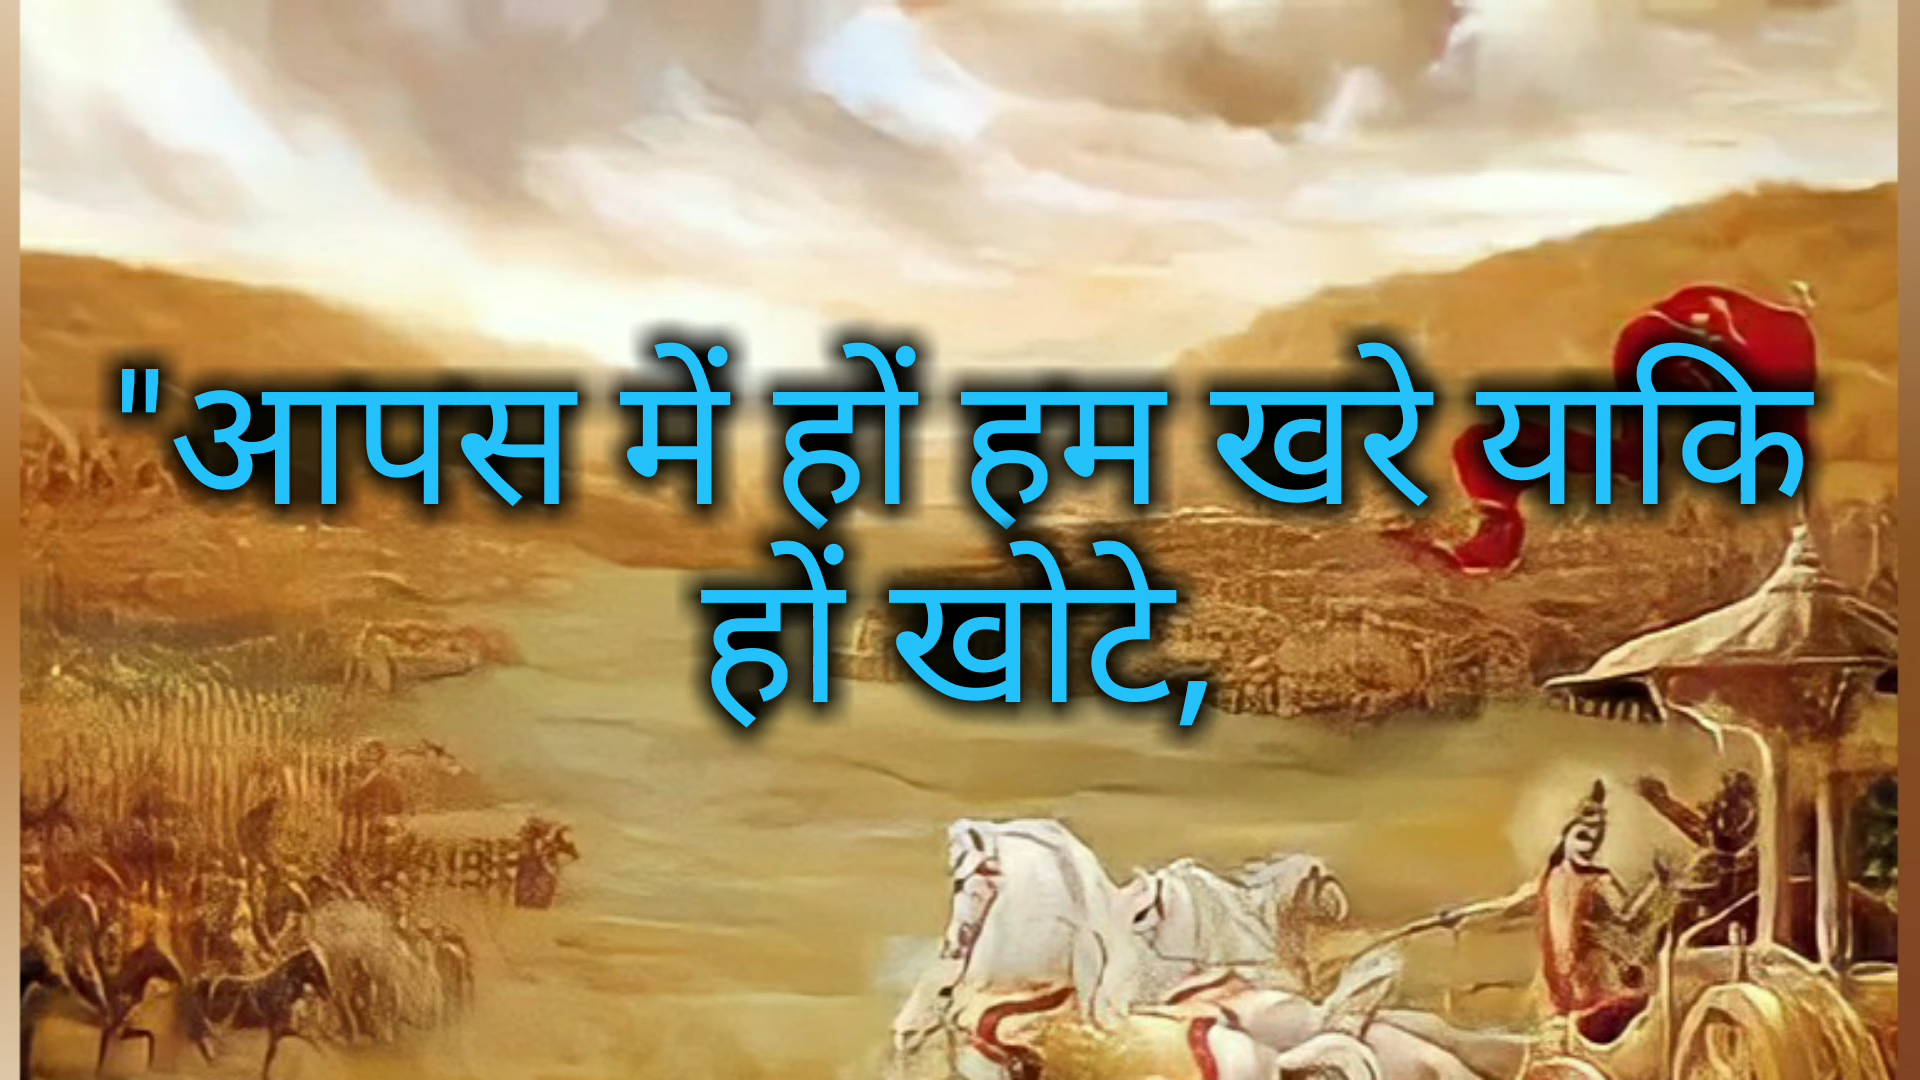 "आपस में हों हम खरे याकि
हों खोटे,